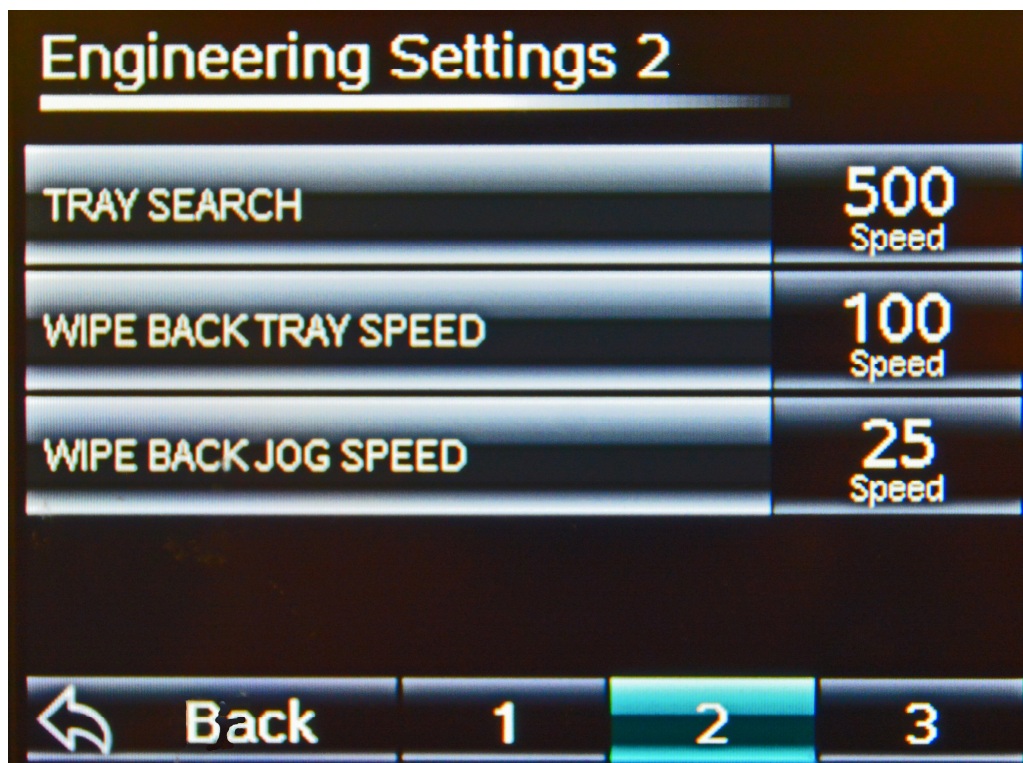 Engineering Settings 2
TRAY SEARCH
500
Speed
WIPE BACK TRAY SPEED
100
Speed
WIPE BACK JOG SPEED
25
Speed
Back 1 2 3